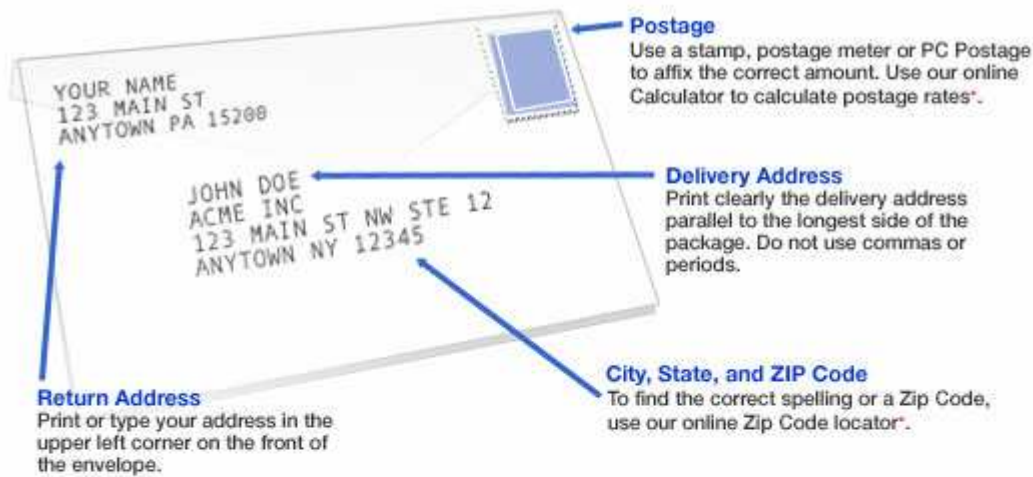 YOUR NAME
123 MAIN ST
ANYTOWN PA 15200
JOHN DOE
ACME INC
123 MAIN ST NW STE 12
ANYTOWN NY 12345
Postage
Use a stamp, postage meter or PC Postage
to affix the correct amount. Use our online
Calculator to calculate postage rates*.
Delivery Address
Print clearly the delivery address
parallel to the longest side of the
package. Do not use commas or
periods.
City, State, and ZIP Code
To find the correct spelling or a Zip Code,
use our online Zip Code locator*.
Return Address
Print or type your address in the
upper left corner on the front of
the envelope.